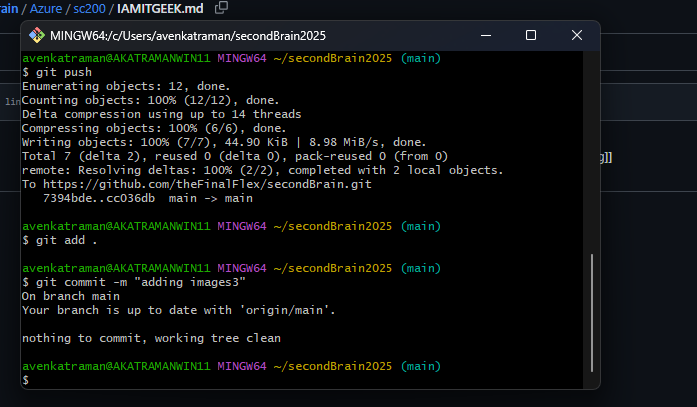 rain / Azure / sc200 / IAMITGEEK.md
MINGW64:/c/Users/avenkatraman/secondBrain2025
avenkatraman@AKATRAMANWIN11 MINGW64 ~/secondBrain2025 (main)
$ git push
Enumerating objects: 12, done.
Counting objects: 100% (12/12), done.
Delta compression using up to 14 threads
Compressing objects: 100% (6/6), done.
Writing objects: 100% (7/7), 44.90 KiB | 8.98 MiB/s, done.
Total 7 (delta 2), reused 0 (delta 0), pack-reused 0 (from 0)
remote: Resolving deltas: 100% (2/2), completed with 2 local objects.
To https://github.com/theFinalFlex/secondBrain.git
7394bde..cc036db main -> main
avenkatraman@AKATRAMANWIN11 MINGW64 ~/secondBrain2025 (main)
$ git add .
avenkatraman@AKATRAMANWIN11 MINGW64 ~/secondBrain2025 (main)
$ git commit -m "adding images3"
On branch main
Your branch is up to date with 'origin/main'.
nothing to commit, working tree clean
avenkatraman@AKATRAMANWIN11 MINGW64 ~/secondBrain2025 (main)
$
lin
g]]